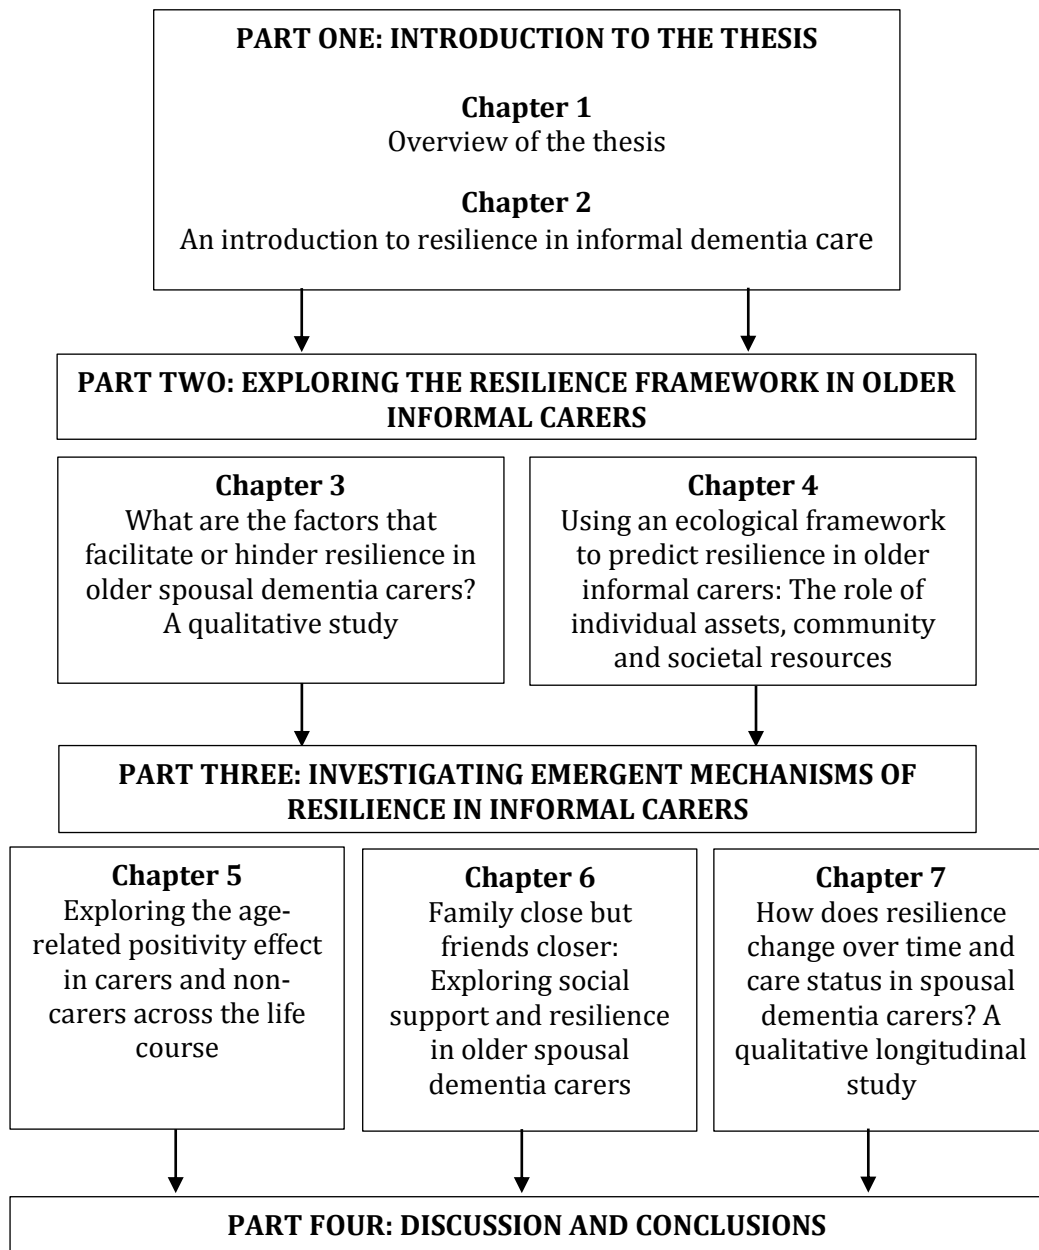 PART ONE: INTRODUCTION TO THE THESIS
Chapter 1
Overview of the thesis
Chapter 2
An introduction to resilience in informal dementia care
PART TWO: EXPLORING THE RESILIENCE FRAMEWORK IN OLDER
INFORMAL CARERS
Chapter 3
What are the factors that
facilitate or hinder resilience in
older spousal dementia carers?
A qualitative study
Chapter 4
Using an ecological framework
to predict resilience in older
informal carers: The role of
individual assets, community
and societal resources
PART THREE: INVESTIGATING EMERGENT MECHANISMS OF
RESILIENCE IN INFORMAL CARERS
Chapter 5
Exploring the age-
related positivity effect
in carers and non-
carers across the life
course
Chapter 6
Family close but
friends closer:
Exploring social
support and resilience
in older spousal
dementia carers
Chapter 7
How does resilience
change over time and
care status in spousal
dementia carers? A
qualitative longitudinal
study
PART FOUR: DISCUSSION AND CONCLUSIONS